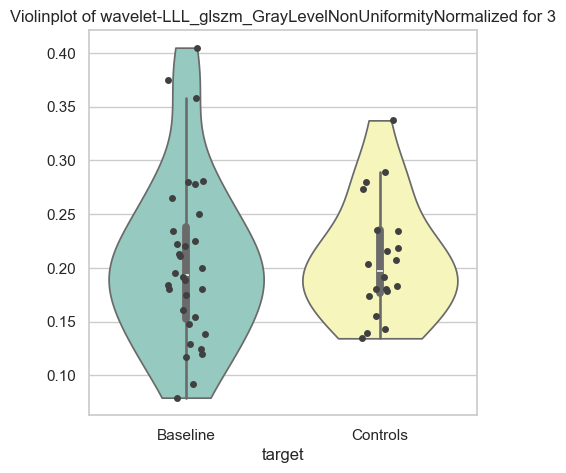 Violinplot of wavelet-LLL_glszm_GrayLevelNonUniformityNormalized for 3
0.40
0.35
0.30
0.25
0.20
0.15
0.10
Baseline Controls
target